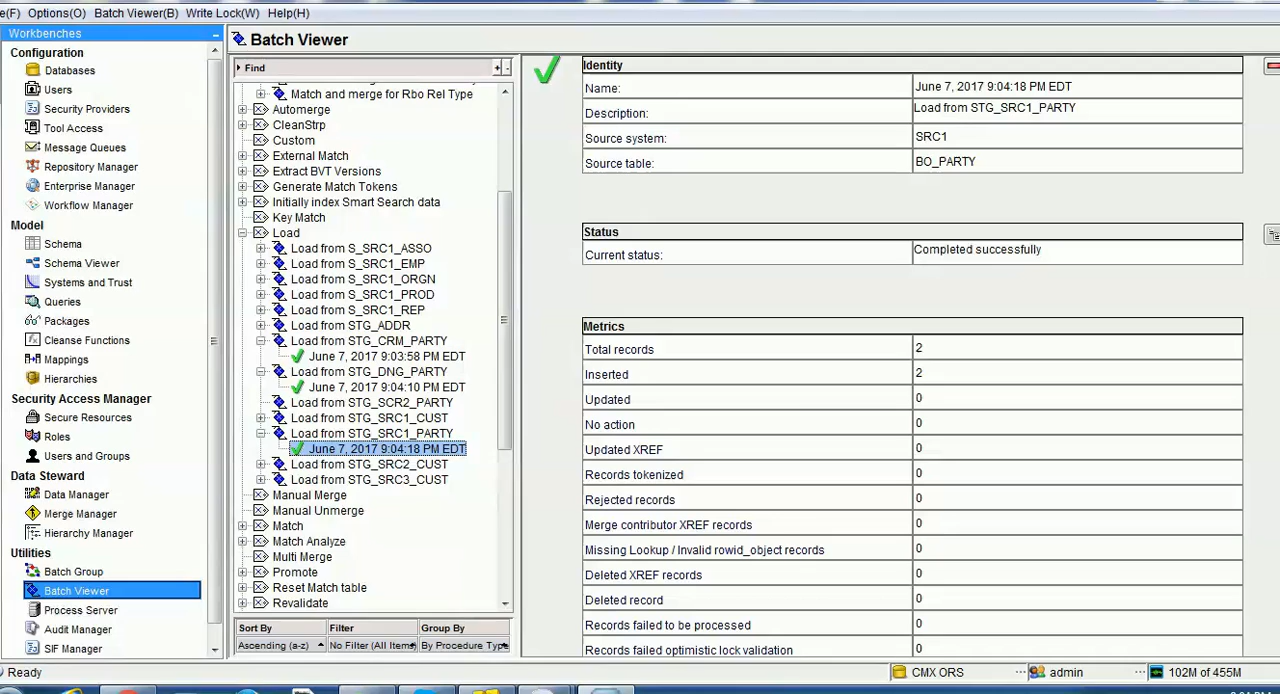 e(F) Options(O) Batch Viewer(B) Write Lock(W) Help(H)
Workbenches
Configuration
Databases
Users
Security Providers
Tool Access
Message Queues
Repository Manager
Enterprise Manager
Workflow Manager
Model
Schema
Schema Viewer
Systems and Trust
Queries
Packages
Cleanse Functions
Mappings
Hierarchies
Security Access Manager
Secure Resources
Roles
Users and Groups
Data Steward
Data Manager
Merge Manager
Hierarchy Manager
Utilities
Batch Group
Batch Viewer
Process Server
Audit Manager
SIF Manager
Batch Viewer
Find
Match and merge for Rbo Rel Type
Automerge
CleanStrp
Custom
External Match
Extract BVT Versions
Generate Match Tokens
Initially index Smart Search data
Key Match
Load
Load from S_SRC1_ASSO
Load from S_SRC1_EMP
Load from S_SRC1_ORGN
Load from S_SRC1_PROD
Load from S_SRC1_REP
Load from STG_ADDR
Load from STG_CRM_PARTY
June 7, 2017 9:03:58 PM EDT
Load from STG_DNG_PARTY
June 7, 2017 9:04:10 PM EDT
Load from STG_SCR2_PARTY
Load from STG_SRC1_CUST
Load from STG_SRC1_PARTY
June 7, 2017 9:04:18 PM EDT
Load from STG_SRC2_CUST
Load from STG_SRC3_CUST
Manual Merge
Manual Unmerge
Match
Match Analyze
Multi Merge
Promote
Reset Match table
Revalidate
Sort By Filter Group By
Ascending (a-z) No Filter (All Items) By Procedure Type
Identity
Name: June 7, 2017 9:04:18 PM EDT
Description: Load from STG_SRC1_PARTY
Source system: SRC1
Source table: BO_PARTY
Status
Current status: Completed successfully
Metrics
Total records 2
Inserted 2
Updated 0
No action 0
Updated XREF 0
Records tokenized 0
Rejected records 0
Merge contributor XREF records 0
Missing Lookup / Invalid rowid_object records 0
Deleted XREF records 0
Deleted record 0
Records failed to be processed 0
Records failed optimistic lock validation 0
Ready CMX ORS admin 102M of 455M